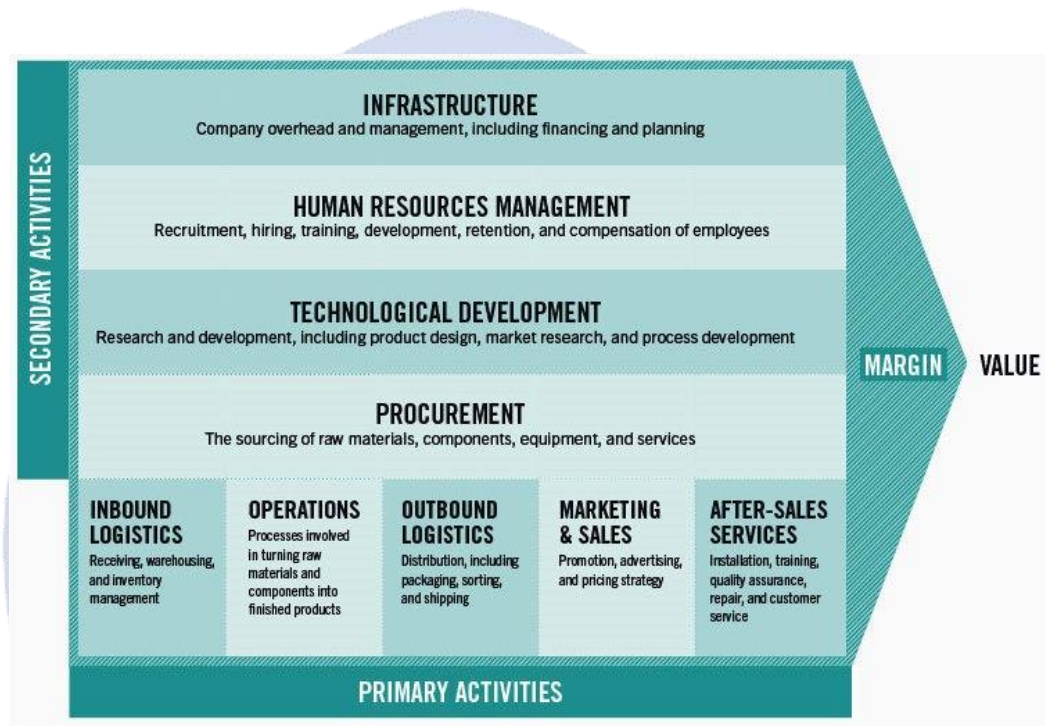 SECONDARY ACTIVITIES
INFRASTRUCTURE
Company overhead and management, including financing and planning
HUMAN RESOURCES MANAGEMENT
Recruitment, hiring, training, development, retention, and compensation of employees
TECHNOLOGICAL DEVELOPMENT
Research and development, including product design, market research, and process development
PROCUREMENT
The sourcing of raw materials, components, equipment, and services
INBOUND
LOGISTICS
Receiving, warehousing,
and inventory
management
OPERATIONS
Processes involved
in turning raw
materials and
components into
finished products
OUTBOUND
LOGISTICS
Distribution, including
packaging, sorting,
and shipping
MARKETING
& SALES
Promotion, advertising,
and pricing strategy
AFTER-SALES
SERVICES
Installation, training,
quality assurance,
repair, and customer
service
MARGIN
VALUE
PRIMARY ACTIVITIES